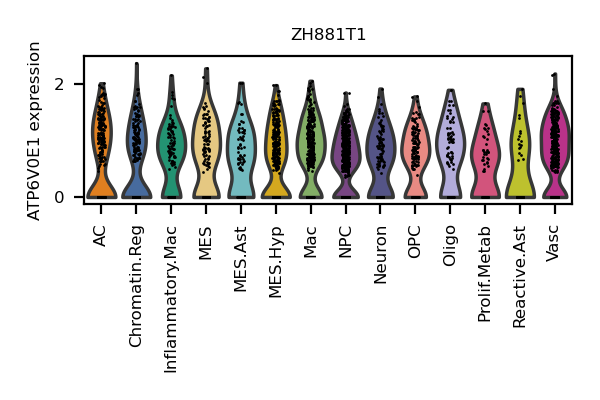 ZH881T1
ATP6V0E1 expression
2
0
AC
Chromatin.Reg
Inflammatory.Mac
MES
MES.Ast
MES.Hyp
Mac
NPC
Neuron
OPC
Oligo
Prolif.Metab
Reactive.Ast
Vasc